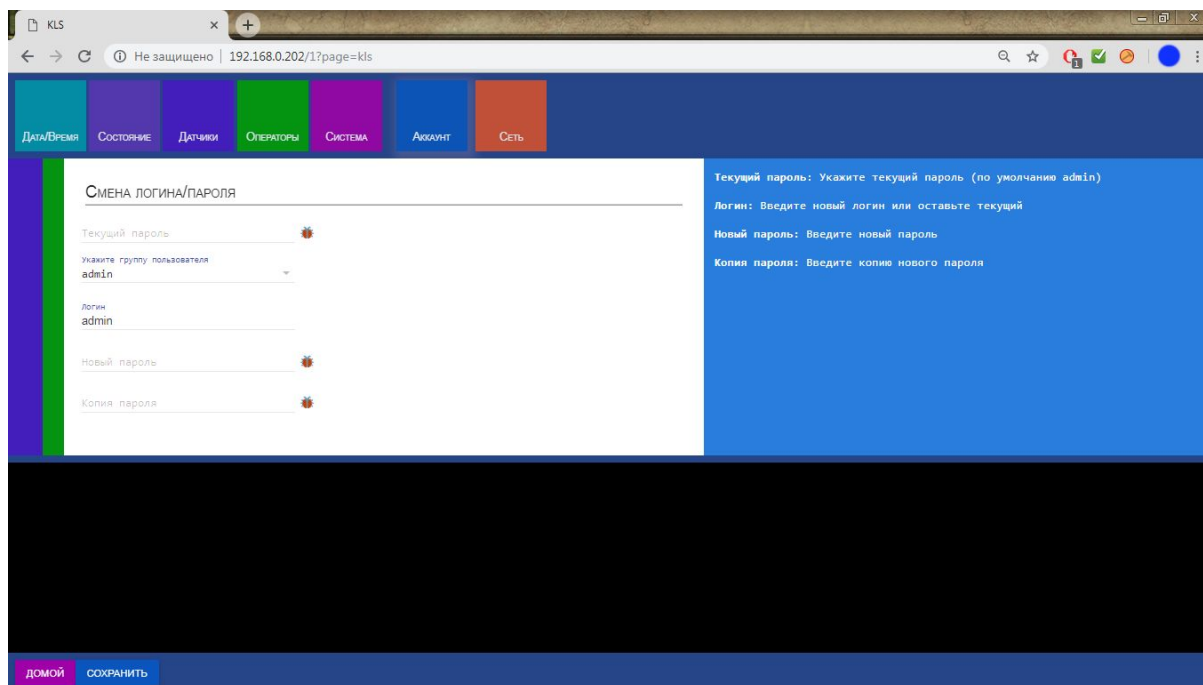 KLS
Не защищено | 192.168.0.202/1?page=kls
1
Дата/Время Состояние Датчики Операторы Система Аккаунт Сеть
Смена логина/пароля
Текущий пароль
Укажите группу пользователя
admin
Логин
admin
Новый пароль
Копия пароля
Текущий пароль: Укажите текущий пароль (по умолчанию admin)
Логин: Введите новый логин или оставьте текущий
Новый пароль: Введите новый пароль
Копия пароля: Введите копию нового пароля
ДОМОЙ СОХРАНИТЬ